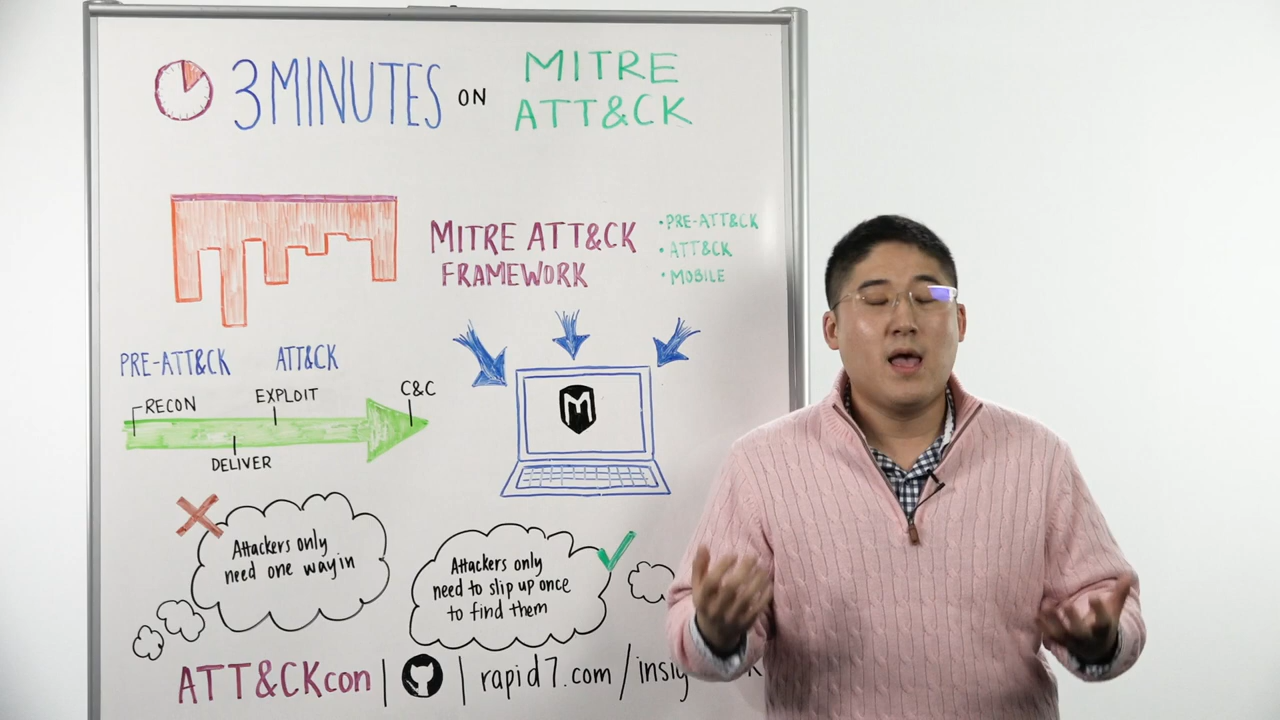 3 MINUTES ON MITRE
ATT&CK
MITRE ATT&CK
FRAMEWORK
• PRE-ATT&CK
• ATT&CK
• MOBILE
PRE-ATT&CK ATT&CK
RECON
EXPLOIT
C&C
DELIVER
M
Attackers only
need one way in
Attackers only
need to slip up once
to find them
ATT&CKcon | | rapid7.com/